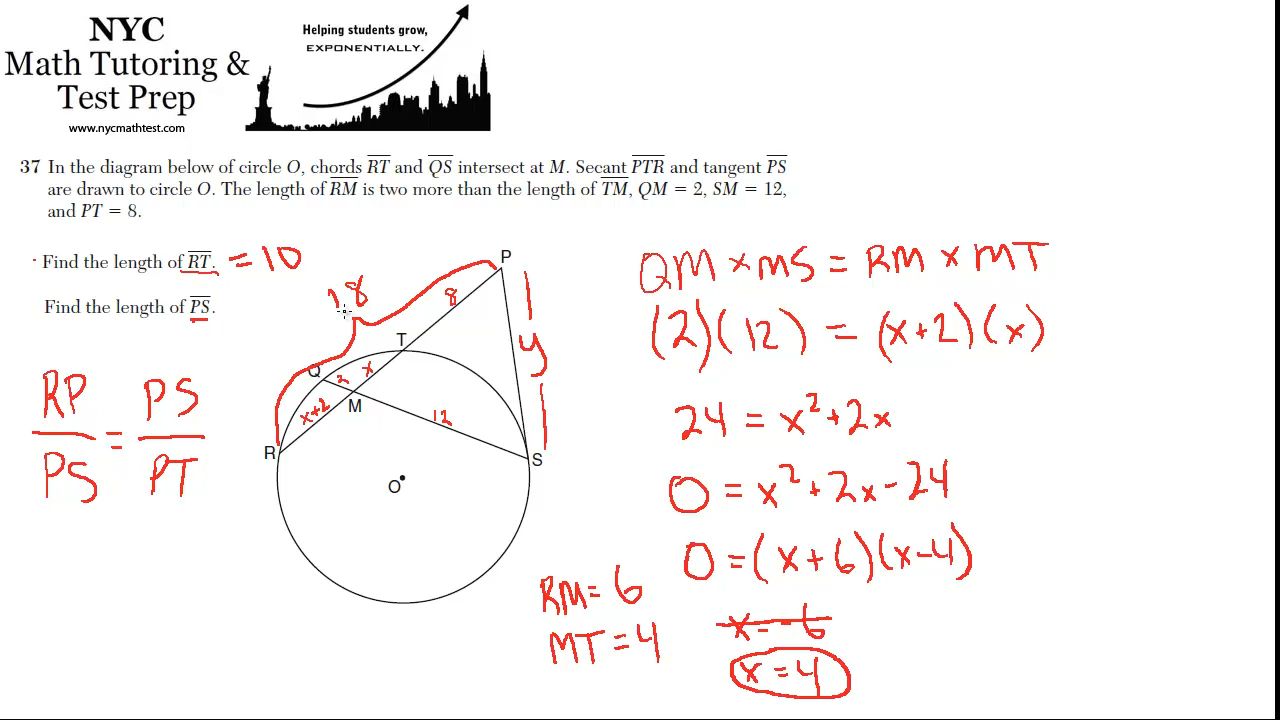 NYC
Math Tutoring &
Test Prep
www.nycmathtest.com
Helping students grow,
EXPONENTIALLY.
37 In the diagram below of circle O, chords RT and QS intersect at M. Secant PTR and tangent PS
are drawn to circle O. The length of RM is two more than the length of TM, QM = 2, SM = 12,
and PT = 8.
Find the length of RT. = 10
Find the length of PS.
RP/PS = PS/PT
18
P
8
T
y
Q
2
x
M
x+2
12
R
S
O
QM × MS = RM × MT
(2)(12) = (x+2)(x)
24 = x² + 2x
0 = x² + 2x - 24
0 = (x + 6)(x - 4)
RM = 6
MT = 4
x = -6
x = 4